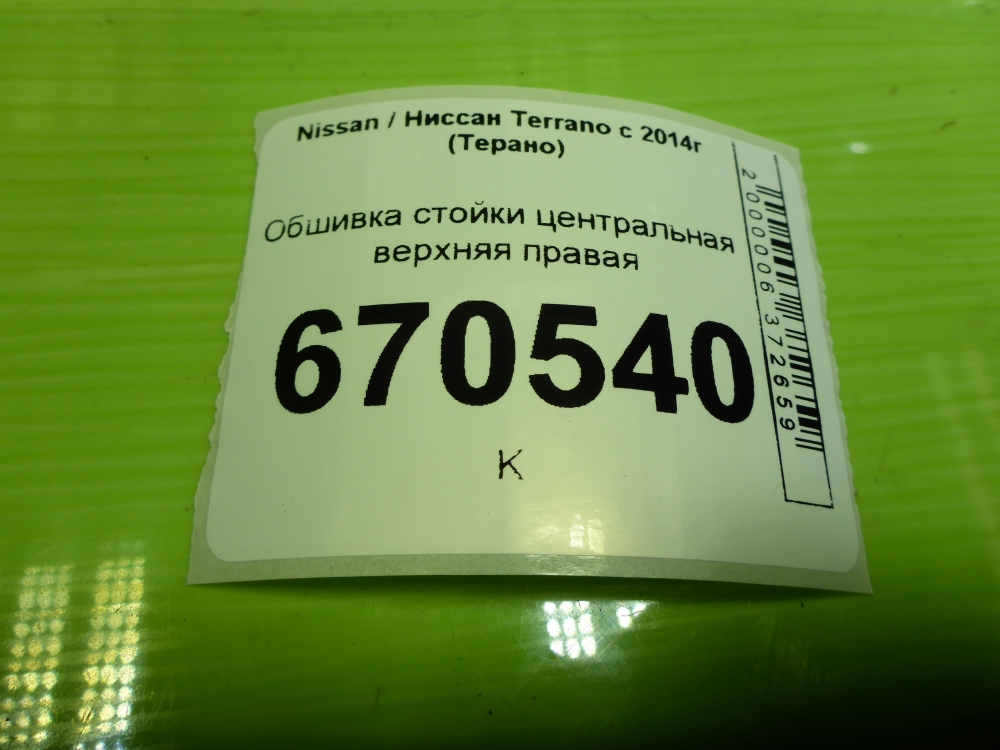 Nissan / Ниссан Terrano с 2014г
(Терано)
Обшивка стойки центральная
верхняя правая
670540
К
2000006372659